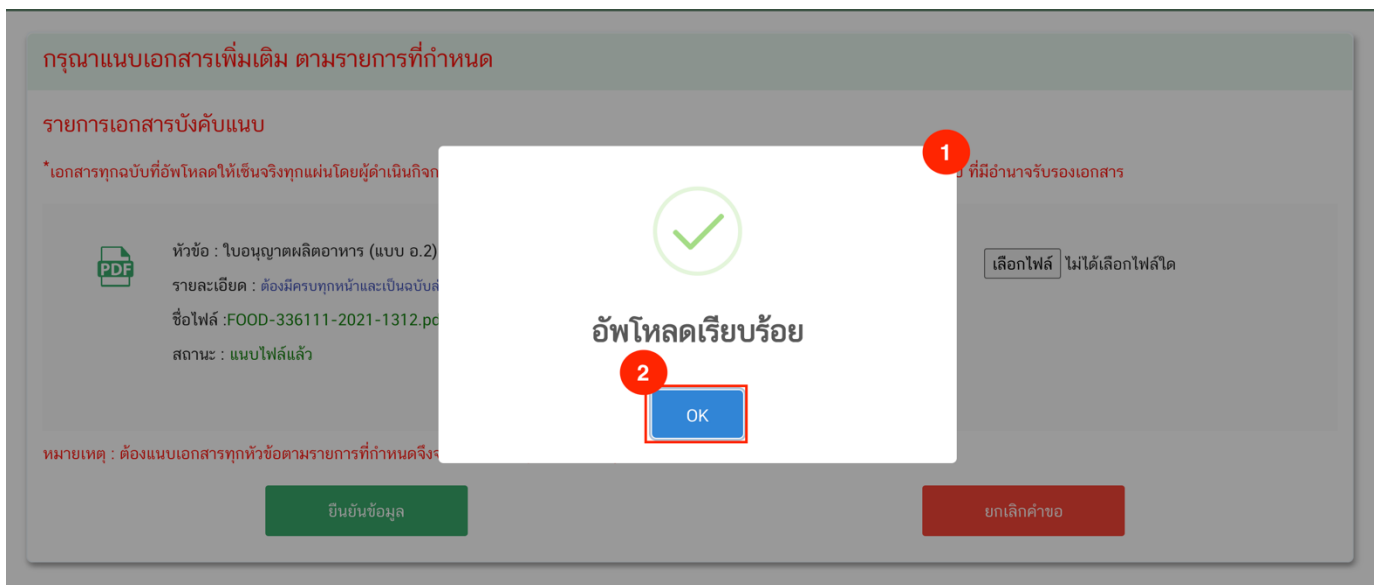 กรุณาแนบเอกสารเพิ่มเติม ตามรายการที่กำหนด
รายการเอกสารบังคับแนบ
1
*เอกสารทุกฉบับที่อัพโหลดให้เซ็นจริงทุกแผ่นโดยผู้ดำเนินกิจก ที่มีอำนาจรับรองเอกสาร
PDF
หัวข้อ : ใบอนุญาตผลิตอาหาร (แบบ อ.2)
เลือกไฟล์ ไม่ได้เลือกไฟล์ใด
รายละเอียด : ต้องมีครบทุกหน้าและเป็นฉบับ
ชื่อไฟล์ :FOOD-336111-2021-1312.pd
สถานะ : แนบไฟล์แล้ว
อัพโหลดเรียบร้อย
2
OK
หมายเหตุ : ต้องแนบเอกสารทุกหัวข้อตามรายการที่กำหนดจึง
ยืนยันข้อมูล
ยกเลิกคำขอ